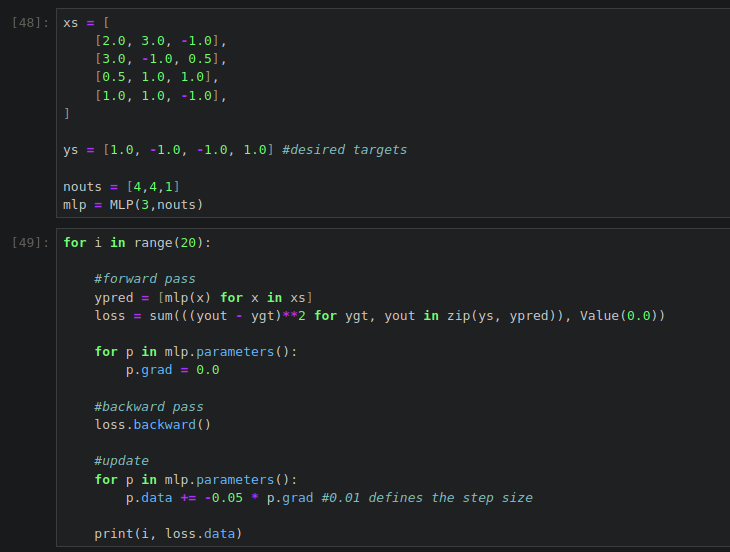 [48]: xs = [
    [2.0, 3.0, -1.0],
    [3.0, -1.0, 0.5],
    [0.5, 1.0, 1.0],
    [1.0, 1.0, -1.0],
]
ys = [1.0, -1.0, -1.0, 1.0] #desired targets
nouts = [4,4,1]
mlp = MLP(3,nouts)
[49]: for i in range(20):
    #forward pass
    ypred = [mlp(x) for x in xs]
    loss = sum(((yout - ygt)**2 for ygt, yout in zip(ys, ypred)), Value(0.0))
    for p in mlp.parameters():
        p.grad = 0.0
    #backward pass
    loss.backward()
    #update
    for p in mlp.parameters():
        p.data += -0.05 * p.grad #0.01 defines the step size
    print(i, loss.data)